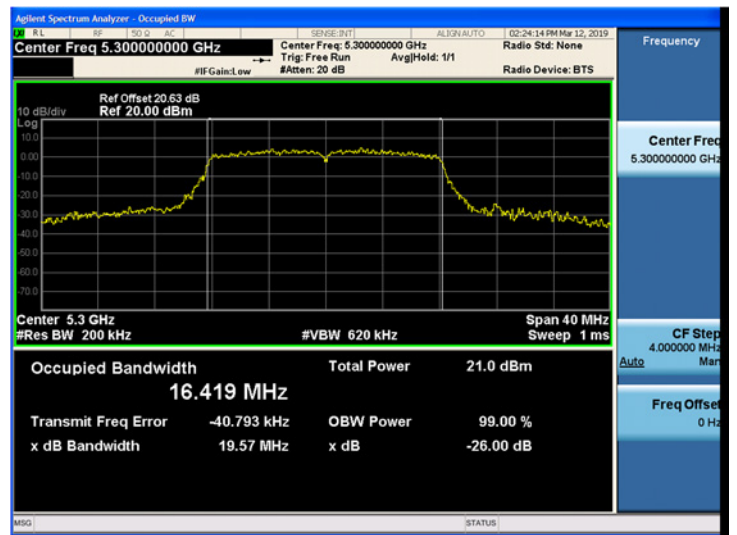 Agilent Spectrum Analyzer - Occupied BW
RL RF 50 Ω AC SENSE:INT ALIGN AUTO 02:24:14 PM Mar 12, 2019
Center Freq 5.300000000 GHz
Center Freq: 5.300000000 GHz
Radio Std: None
Trig: Free Run Avg|Hold: 1/1
#IFGain:Low #Atten: 20 dB Radio Device: BTS
Ref Offset 20.63 dB
10 dB/div Ref 20.00 dBm
Log
10.0
0.00
-10.0
-20.0
-30.0
-40.0
-50.0
-60.0
-70.0
Center 5.3 GHz Span 40 MHz
#Res BW 200 kHz #VBW 620 kHz Sweep 1 ms
Occupied Bandwidth Total Power 21.0 dBm
16.419 MHz
Transmit Freq Error -40.793 kHz OBW Power 99.00 %
x dB Bandwidth 19.57 MHz x dB -26.00 dB
MSG STATUS
Frequency
Center Freq
5.300000000 GHz
CF Step
4.000000 MHz
Auto Man
Freq Offset
0 Hz